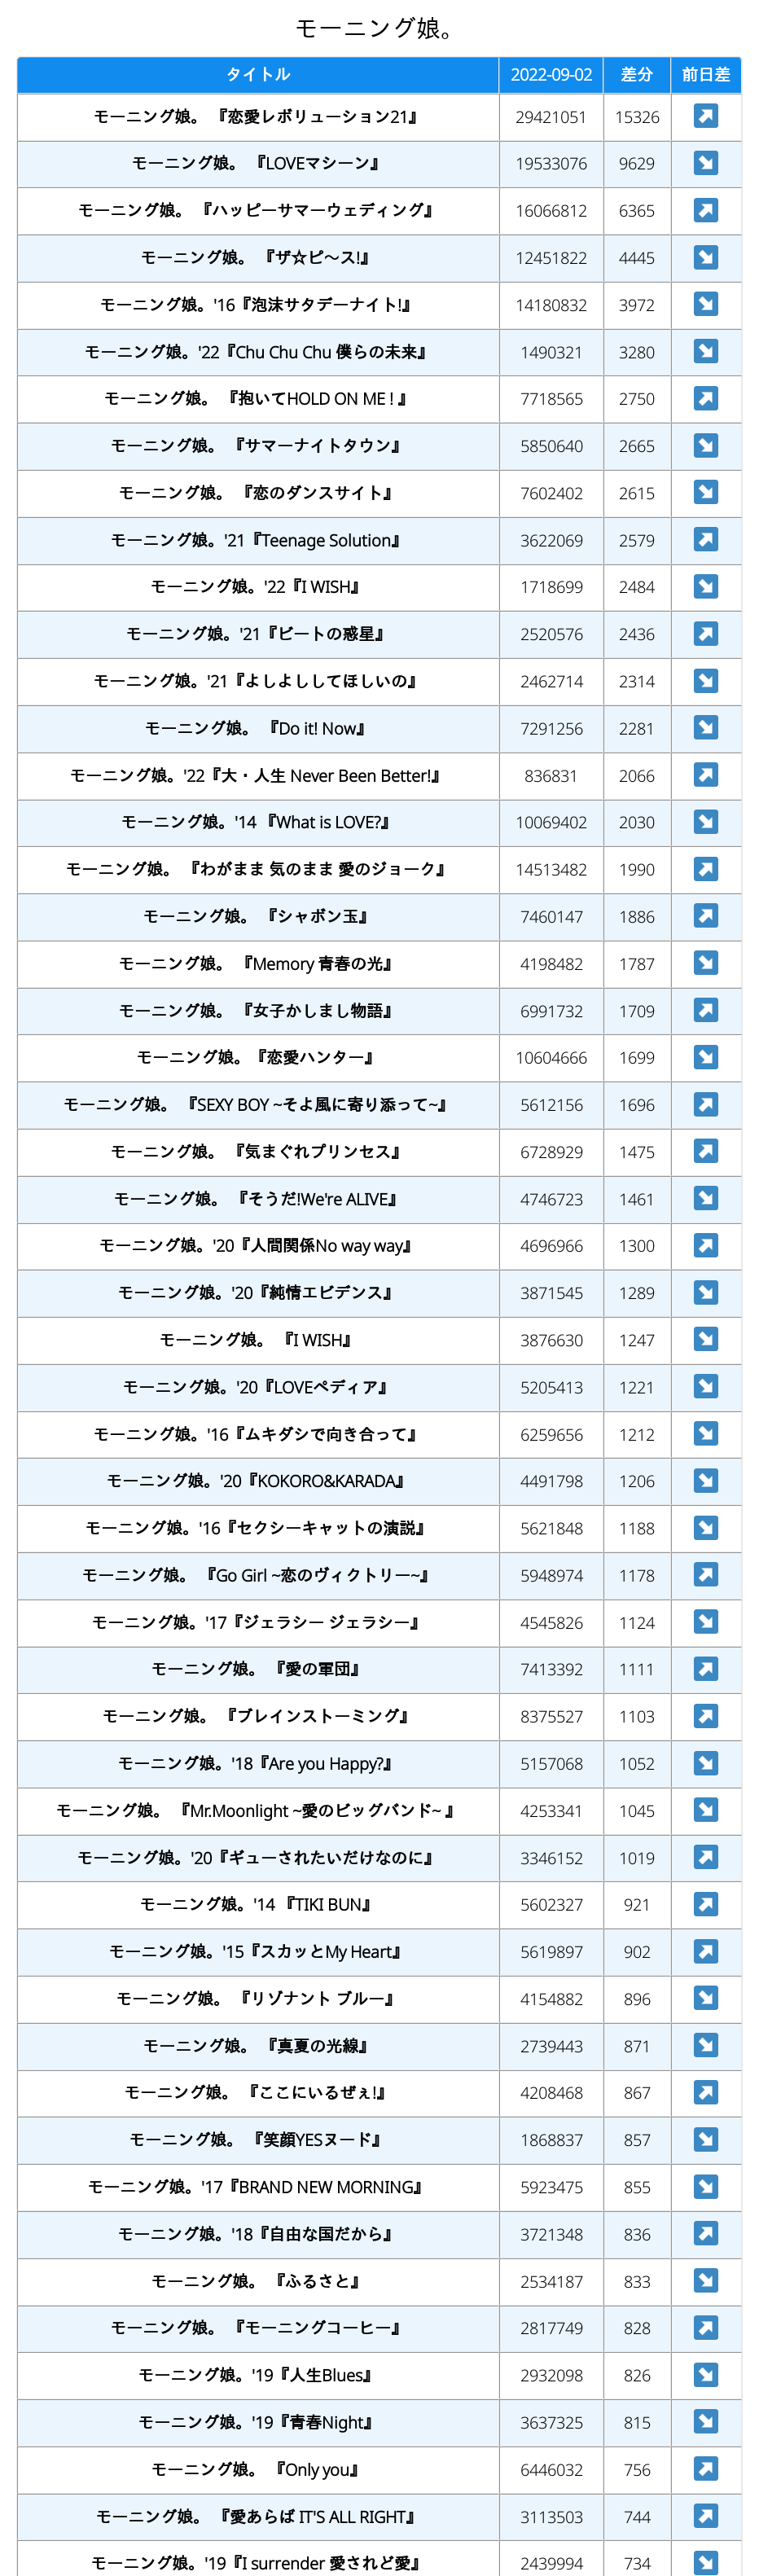 モーニング娘。
タイトル 2022-09-02 差分 前日差
モーニング娘。 『恋愛レボリューション21』 29421051 15326 ↗
モーニング娘。 『LOVEマシーン』 19533076 9629 ↘
モーニング娘。 『ハッピーサマーウェディング』 16066812 6365 ↗
モーニング娘。 『ザ☆ピ〜ス!』 12451822 4445 ↘
モーニング娘。'16『泡沫サタデーナイト!』 14180832 3972 ↘
モーニング娘。'22『Chu Chu Chu 僕らの未来』 1490321 3280 ↘
モーニング娘。 『抱いてHOLD ON ME ! 』 7718565 2750 ↗
モーニング娘。 『サマーナイトタウン』 5850640 2665 ↘
モーニング娘。 『恋のダンスサイト』 7602402 2615 ↘
モーニング娘。'21『Teenage Solution』 3622069 2579 ↗
モーニング娘。'22『I WISH』 1718699 2484 ↘
モーニング娘。'21『ビートの惑星』 2520576 2436 ↗
モーニング娘。'21『よしよししてほしいの』 2462714 2314 ↘
モーニング娘。 『Do it! Now』 7291256 2281 ↘
モーニング娘。'22『大・人生 Never Been Better!』 836831 2066 ↗
モーニング娘。'14 『What is LOVE?』 10069402 2030 ↘
モーニング娘。 『わがまま 気のまま 愛のジョーク』 14513482 1990 ↗
モーニング娘。 『シャボン玉』 7460147 1886 ↗
モーニング娘。 『Memory 青春の光』 4198482 1787 ↘
モーニング娘。 『女子かしまし物語』 6991732 1709 ↗
モーニング娘。 『恋愛ハンター』 10604666 1699 ↘
モーニング娘。 『SEXY BOY ~そよ風に寄り添って~』 5612156 1696 ↗
モーニング娘。 『気まぐれプリンセス』 6728929 1475 ↗
モーニング娘。 『そうだ!We're ALIVE』 4746723 1461 ↘
モーニング娘。'20『人間関係No way way』 4696966 1300 ↗
モーニング娘。'20『純情エビデンス』 3871545 1289 ↘
モーニング娘。 『I WISH』 3876630 1247 ↘
モーニング娘。'20『LOVEペディア』 5205413 1221 ↘
モーニング娘。'16『ムキダシで向き合って』 6259656 1212 ↘
モーニング娘。'20『KOKORO&KARADA』 4491798 1206 ↘
モーニング娘。'16『セクシーキャットの演説』 5621848 1188 ↘
モーニング娘。 『Go Girl ~恋のヴィクトリー~』 5948974 1178 ↗
モーニング娘。'17『ジェラシー ジェラシー』 4545826 1124 ↘
モーニング娘。 『愛の軍団』 7413392 1111 ↗
モーニング娘。 『ブレインストーミング』 8375527 1103 ↗
モーニング娘。'18『Are you Happy?』 5157068 1052 ↘
モーニング娘。 『Mr.Moonlight ~愛のビッグバンド~ 』 4253341 1045 ↘
モーニング娘。'20『ギューされたいだけなのに』 3346152 1019 ↗
モーニング娘。'14 『TIKI BUN』 5602327 921 ↗
モーニング娘。'15『スカッとMy Heart』 5619897 902 ↗
モーニング娘。 『リゾナント ブルー』 4154882 896 ↘
モーニング娘。 『真夏の光線』 2739443 871 ↘
モーニング娘。 『ここにいるぜぇ!』 4208468 867 ↗
モーニング娘。 『笑顔YESヌード』 1868837 857 ↘
モーニング娘。'17『BRAND NEW MORNING』 5923475 855 ↘
モーニング娘。'18『自由な国だから』 3721348 836 ↗
モーニング娘。 『ふるさと』 2534187 833 ↘
モーニング娘。 『モーニングコーヒー』 2817749 828 ↗
モーニング娘。'19『人生Blues』 2932098 826 ↘
モーニング娘。'19『青春Night』 3637325 815 ↘
モーニング娘。 『Only you』 6446032 756 ↗
モーニング娘。 『愛あらば IT'S ALL RIGHT』 3113503 744 ↗
モーニング娘。'19『I surrender 愛されど愛』 2439994 734 ↘